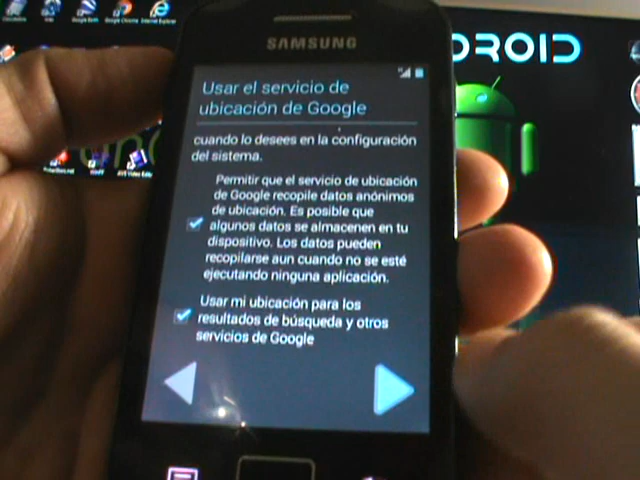 Internet Explorer
SAMSUNG
DROID
Usar el servicio de
ubicación de Google
cuando lo desees en la configuración
del sistema.
Permitir que el servicio de ubicación
de Google recopile datos anónimos
de ubicación. Es posible que
algunos datos se almacenen en tu
dispositivo. Los datos pueden
recopilarse aun cuando no se esté
ejecutando ninguna aplicación.
Usar mi ubicación para los
resultados de búsqueda y otros
servicios de Google